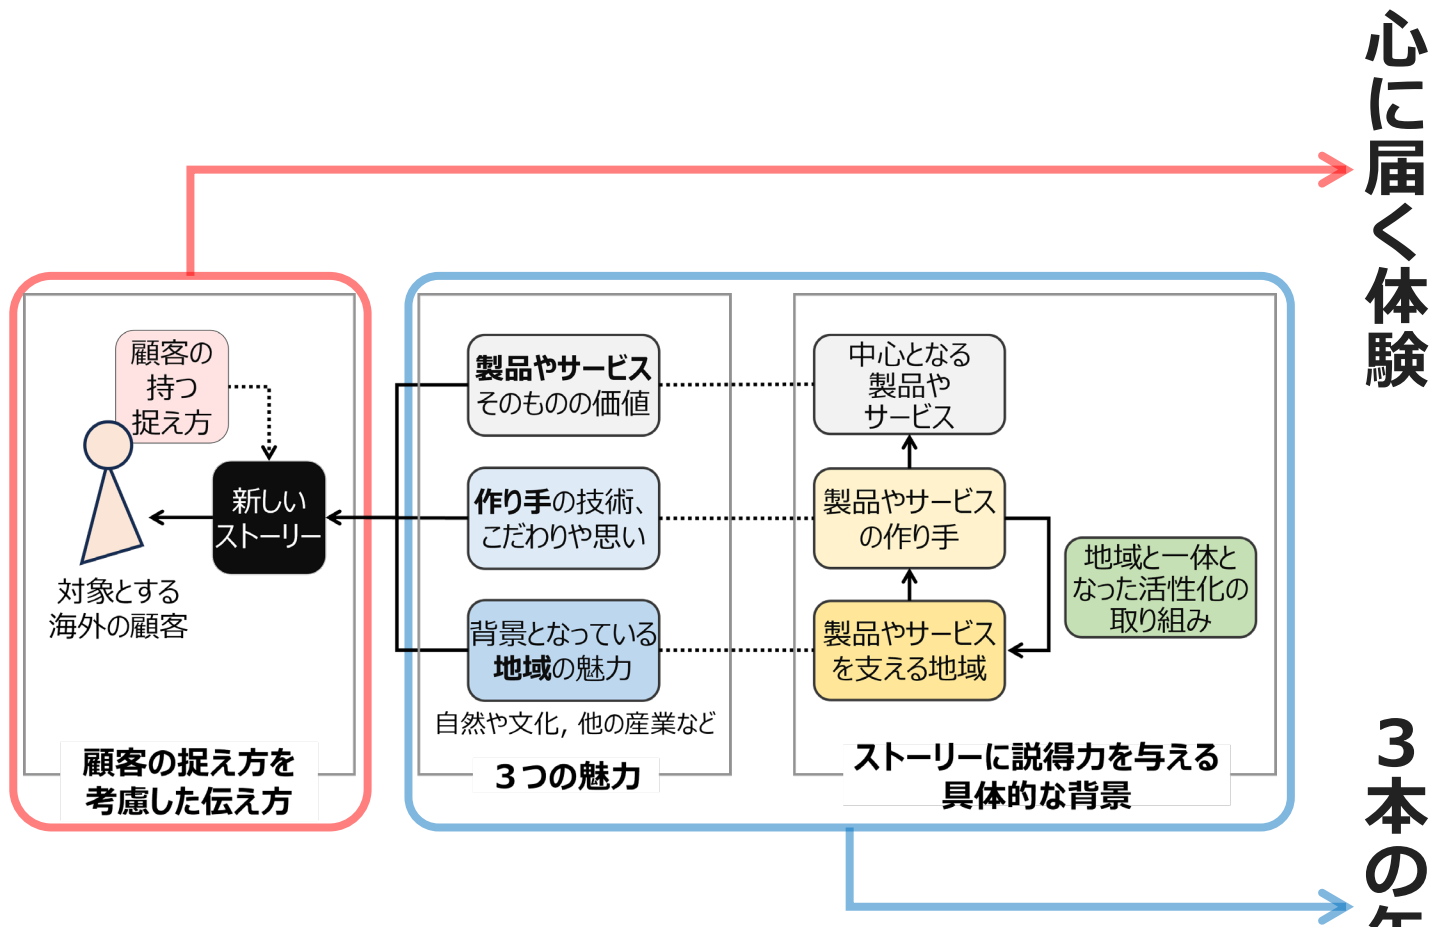 心に届く体験
顧客の
持つ
捉え方
新しい
ストーリー
対象とする
海外の顧客
顧客の捉え方を
考慮した伝え方
製品やサービス
そのものの価値
作り手の技術、
こだわりや思い
背景となっている
地域の魅力
自然や文化, 他の産業など
３つの魅力
中心となる
製品や
サービス
製品やサービス
の作り手
製品やサービス
を支える地域
地域と一体と
なった活性化の
取り組み
ストーリーに説得力を与える
具体的な背景
３本の